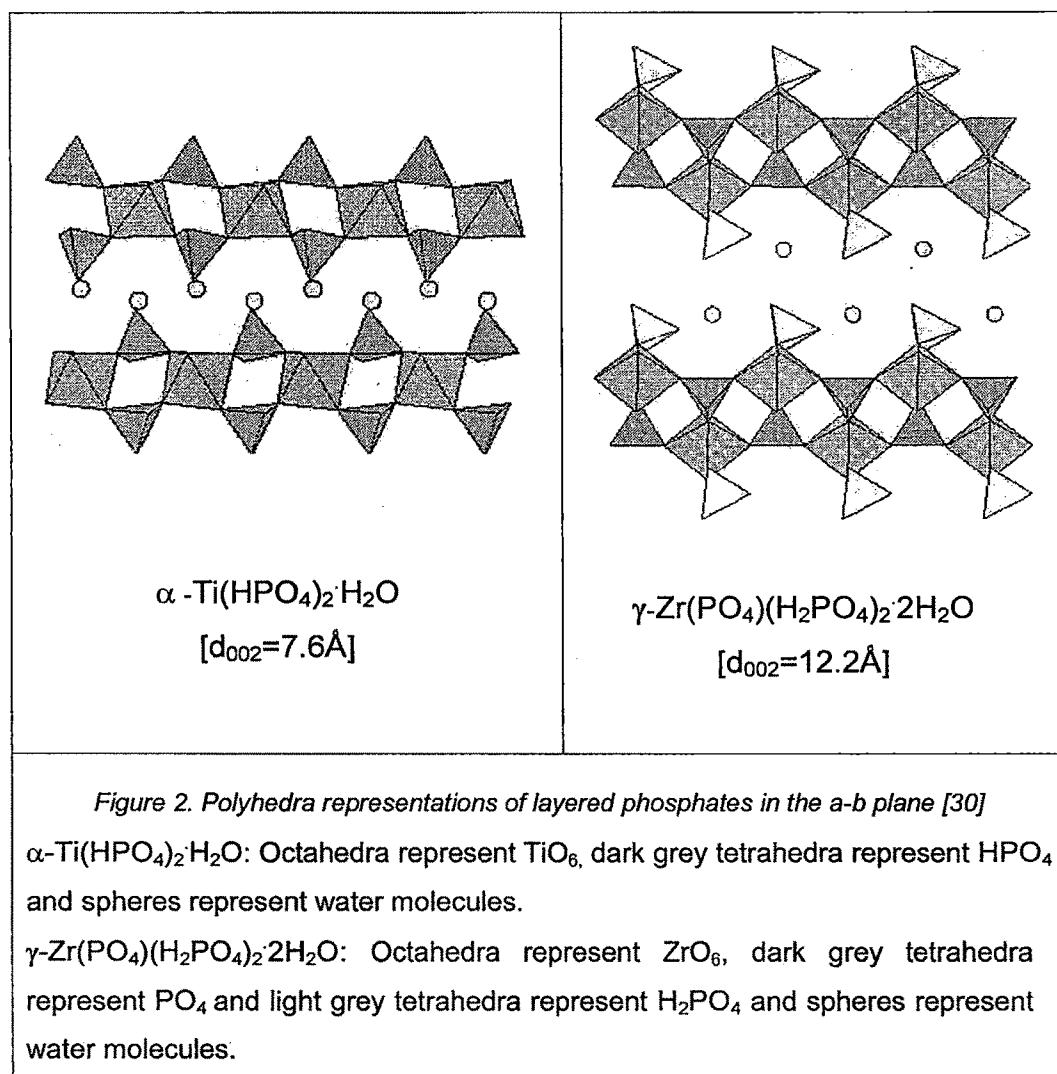 α -Ti(HPO₄)₂·H₂O
[d₀₀₂=7.6Å]
γ-Zr(PO₄)(H₂PO₄)₂·2H₂O
[d₀₀₂=12.2Å]
Figure 2. Polyhedra representations of layered phosphates in the a-b plane [30]
α-Ti(HPO₄)₂·H₂O: Octahedra represent TiO₆, dark grey tetrahedra represent HPO₄
and spheres represent water molecules.
γ-Zr(PO₄)(H₂PO₄)₂·2H₂O: Octahedra represent ZrO₆, dark grey tetrahedra
represent PO₄ and light grey tetrahedra represent H₂PO₄ and spheres represent
water molecules.